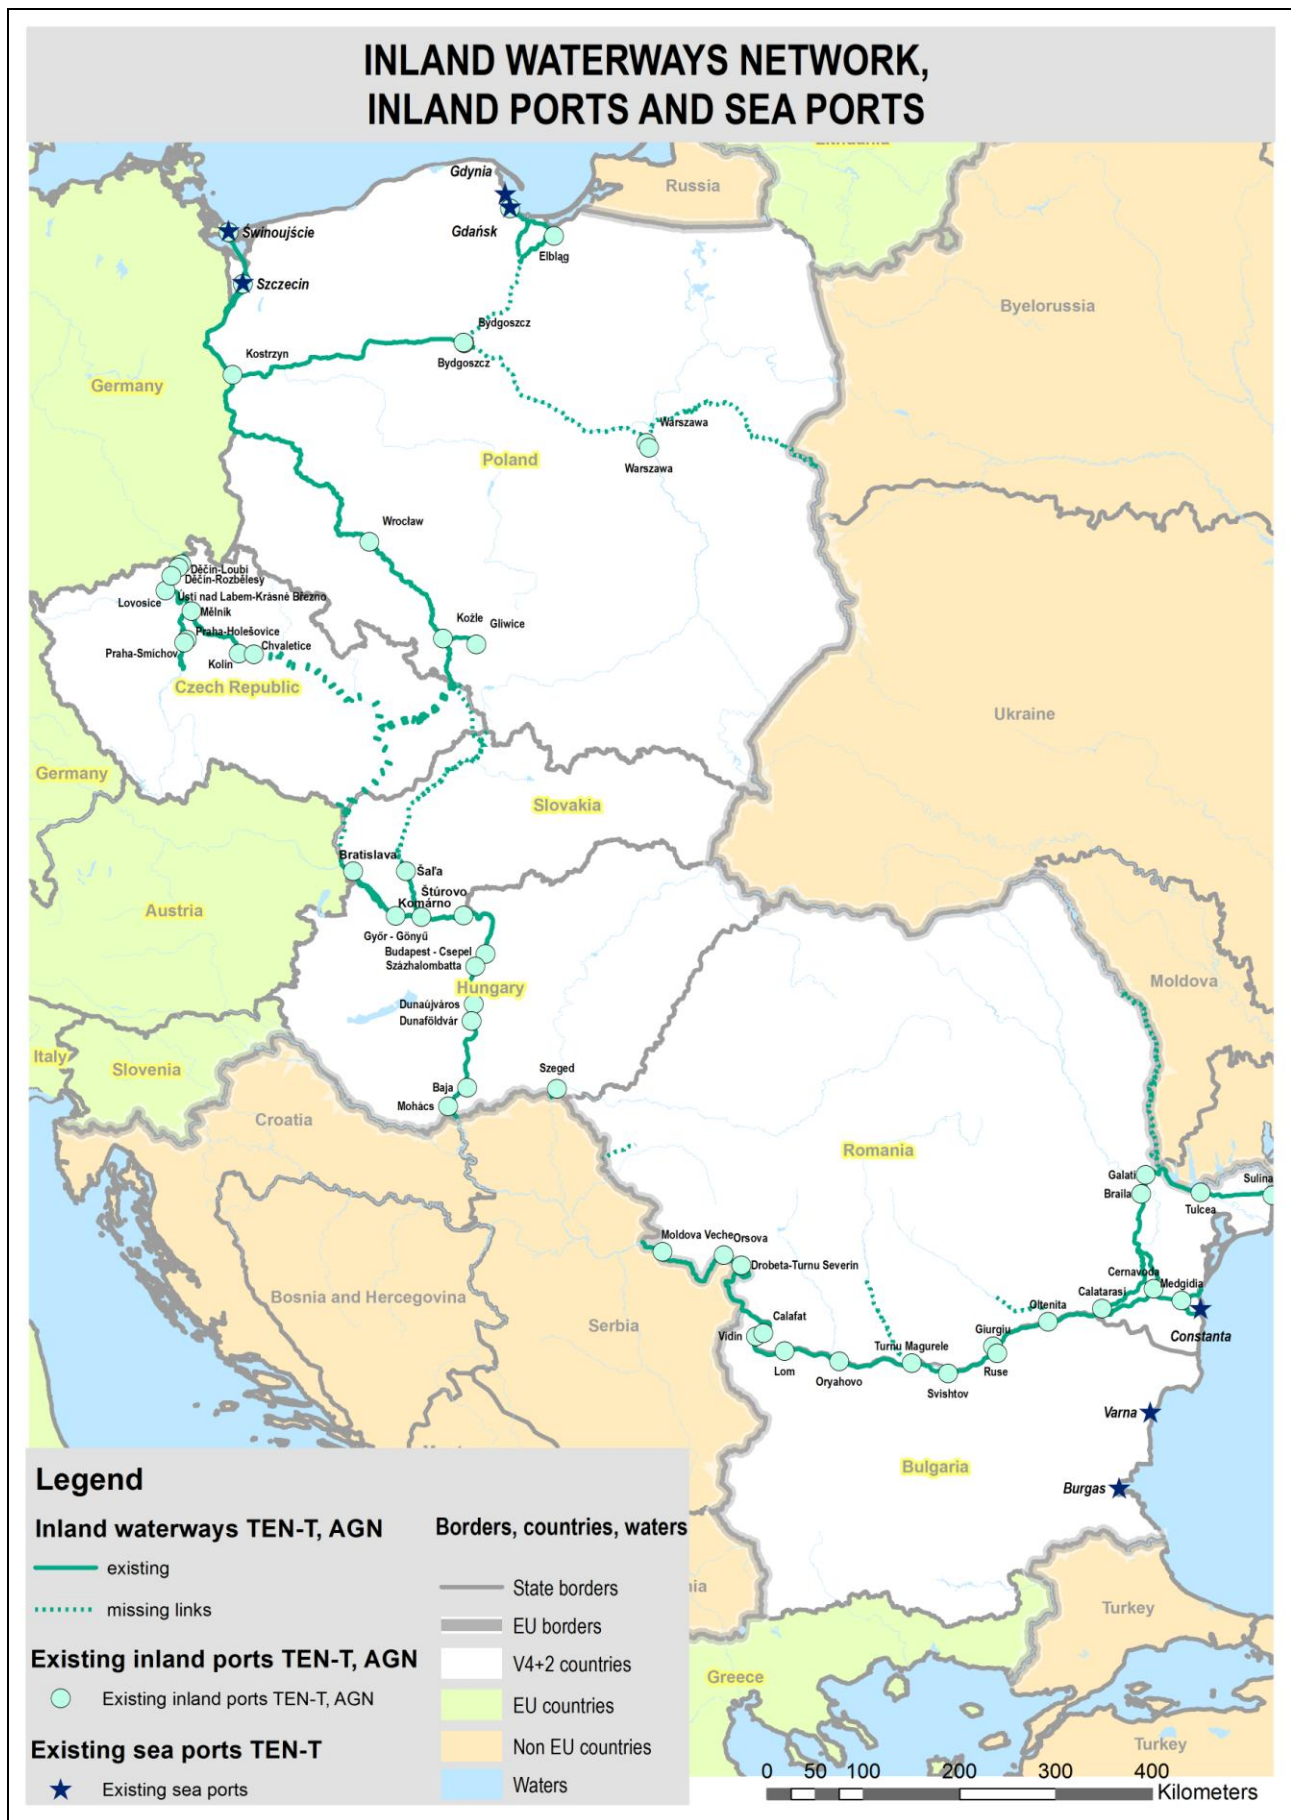 INLAND WATERWAYS NETWORK,
INLAND PORTS AND SEA PORTS
Lithuania
Gdynia
Russia
Gdańsk
Świnoujście
Elbląg
Szczecin
Byelorussia
Bydgoszcz
Kostrzyn
Bydgoszcz
Germany
Warszawa
Poland
Warszawa
Wrocław
Děčín-Loubí
Děčín-Rozbělesy
Ústí nad Labem-Krásné Březno
Lovosice
Mělník
Koźle
Gliwice
Praha-Holešovice
Chvaletice
Praha-Smíchov
Kolín
Czech Republic
Ukraine
Germany
Slovakia
Bratislava
Šaľa
Štúrovo
Komárno
Austria
Győr - Gönyű
Budapest - Csepel
Százhalombatta
Moldova
Hungary
Dunaújváros
Dunaföldvár
Italy
Slovenia
Szeged
Baja
Mohács
Croatia
Romania
Galati
Sulina
Braila
Tulcea
Moldova Veche
Orsova
Drobeta-Turnu Severin
Cernavoda
Medgidia
Bosnia and Hercegovina
Calatarasi
Oltenita
Serbia
Calafat
Giurgiu
Constanta
Vidin
Turnu Magurele
Lom
Oryahovo
Ruse
Svishtov
Varna
Bulgaria
Burgas
Legend
Inland waterways TEN-T, AGN
existing
missing links
Existing inland ports TEN-T, AGN
Existing inland ports TEN-T, AGN
Existing sea ports TEN-T
Existing sea ports
Borders, countries, waters
State borders
EU borders
V4+2 countries
EU countries
Non EU countries
Waters
Turkey
Greece
Turkey
0 50 100 200 300 400
Kilometers